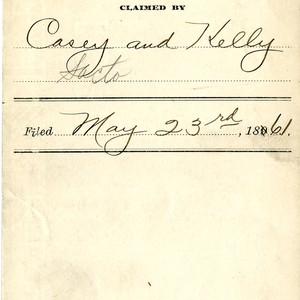 CLAIMED BY
Casey and Kelly
Filed May 23rd, 1861.